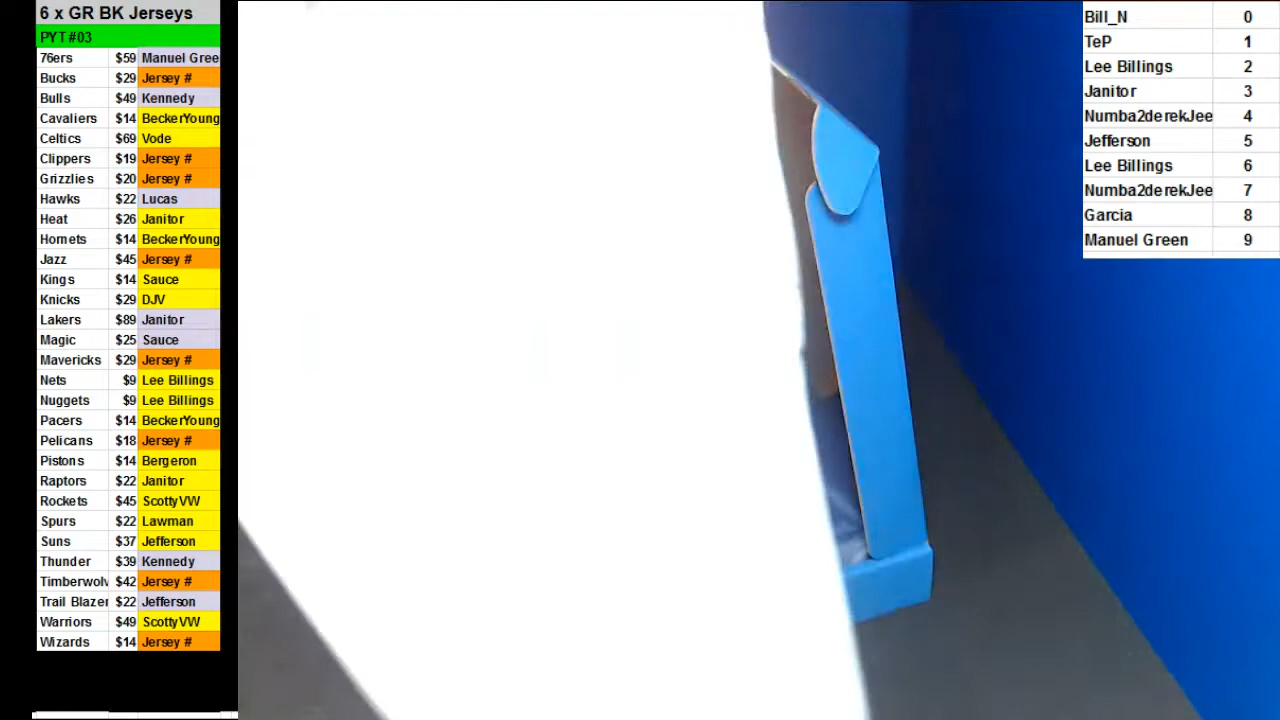 6 x GR BK Jerseys
PYT #03
76ers $59 Manuel Gree
Bucks $29 Jersey #
Bulls $49 Kennedy
Cavaliers $14 BeckerYoung
Celtics $69 Vode
Clippers $19 Jersey #
Grizzlies $20 Jersey #
Hawks $22 Lucas
Heat $26 Janitor
Hornets $14 BeckerYoung
Jazz $45 Jersey #
Kings $14 Sauce
Knicks $29 DJV
Lakers $89 Janitor
Magic $25 Sauce
Mavericks $29 Jersey #
Nets $9 Lee Billings
Nuggets $9 Lee Billings
Pacers $14 BeckerYoung
Pelicans $18 Jersey #
Pistons $14 Bergeron
Raptors $22 Janitor
Rockets $45 ScottyVW
Spurs $22 Lawman
Suns $37 Jefferson
Thunder $39 Kennedy
Timberwolv $42 Jersey #
Trail Blazer $22 Jefferson
Warriors $49 ScottyVW
Wizards $14 Jersey #
Bill_N 0
TeP 1
Lee Billings 2
Janitor 3
Numba2derekJee 4
Jefferson 5
Lee Billings 6
Numba2derekJee 7
Garcia 8
Manuel Green 9